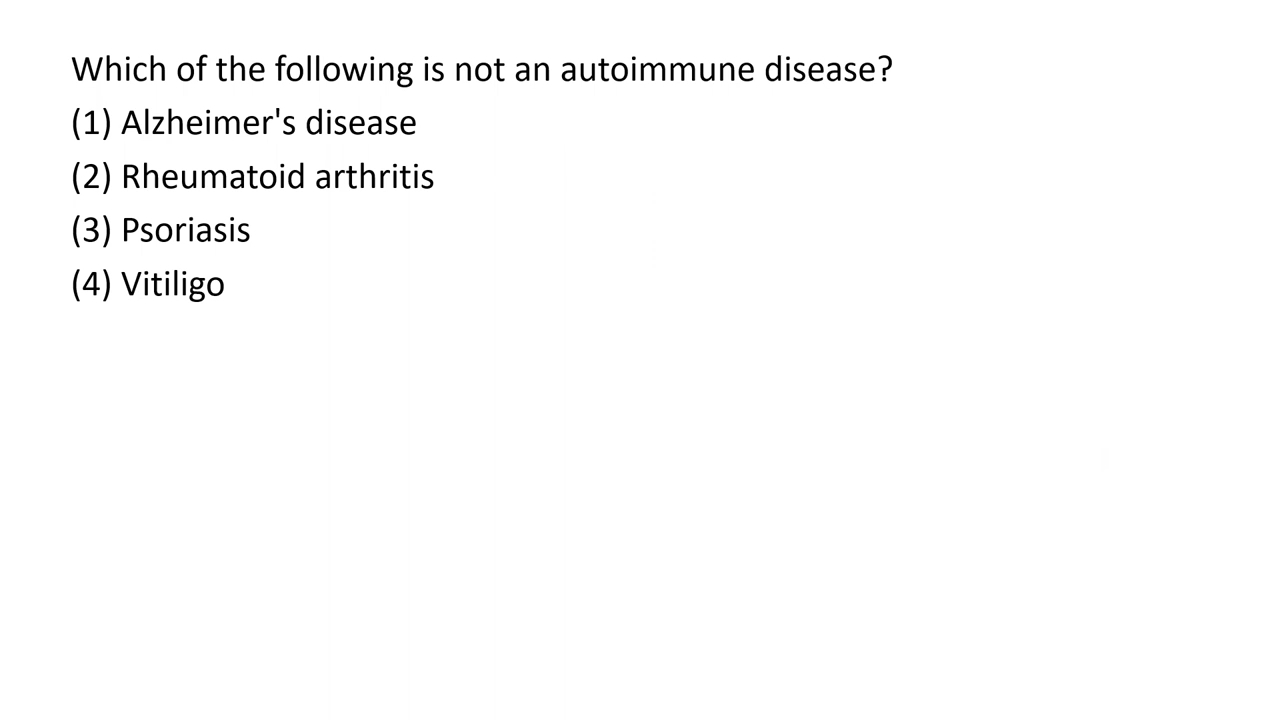 Which of the following is not an autoimmune disease?
(1) Alzheimer's disease
(2) Rheumatoid arthritis
(3) Psoriasis
(4) Vitiligo